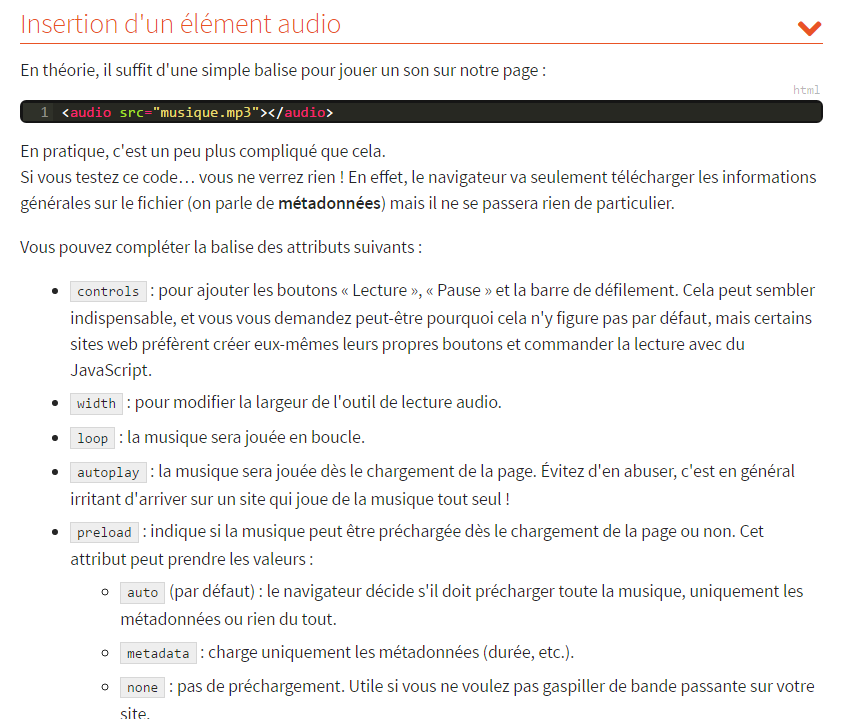 Insertion d'un élément audio
En théorie, il suffit d'une simple balise pour jouer un son sur notre page :
html
1 <audio src="musique.mp3"></audio>
En pratique, c'est un peu plus compliqué que cela.
Si vous testez ce code… vous ne verrez rien ! En effet, le navigateur va seulement télécharger les informations
générales sur le fichier (on parle de métadonnées) mais il ne se passera rien de particulier.
Vous pouvez compléter la balise des attributs suivants :
• controls : pour ajouter les boutons « Lecture », « Pause » et la barre de défilement. Cela peut sembler
indispensable, et vous vous demandez peut-être pourquoi cela n'y figure pas par défaut, mais certains
sites web préfèrent créer eux-mêmes leurs propres boutons et commander la lecture avec du
JavaScript.
• width : pour modifier la largeur de l'outil de lecture audio.
• loop : la musique sera jouée en boucle.
• autoplay : la musique sera jouée dès le chargement de la page. Évitez d'en abuser, c'est en général
irritant d'arriver sur un site qui joue de la musique tout seul !
• preload : indique si la musique peut être préchargée dès le chargement de la page ou non. Cet
attribut peut prendre les valeurs :
◦ auto (par défaut) : le navigateur décide s'il doit précharger toute la musique, uniquement les
métadonnées ou rien du tout.
◦ metadata : charge uniquement les métadonnées (durée, etc.).
◦ none : pas de préchargement. Utile si vous ne voulez pas gaspiller de bande passante sur votre
site.